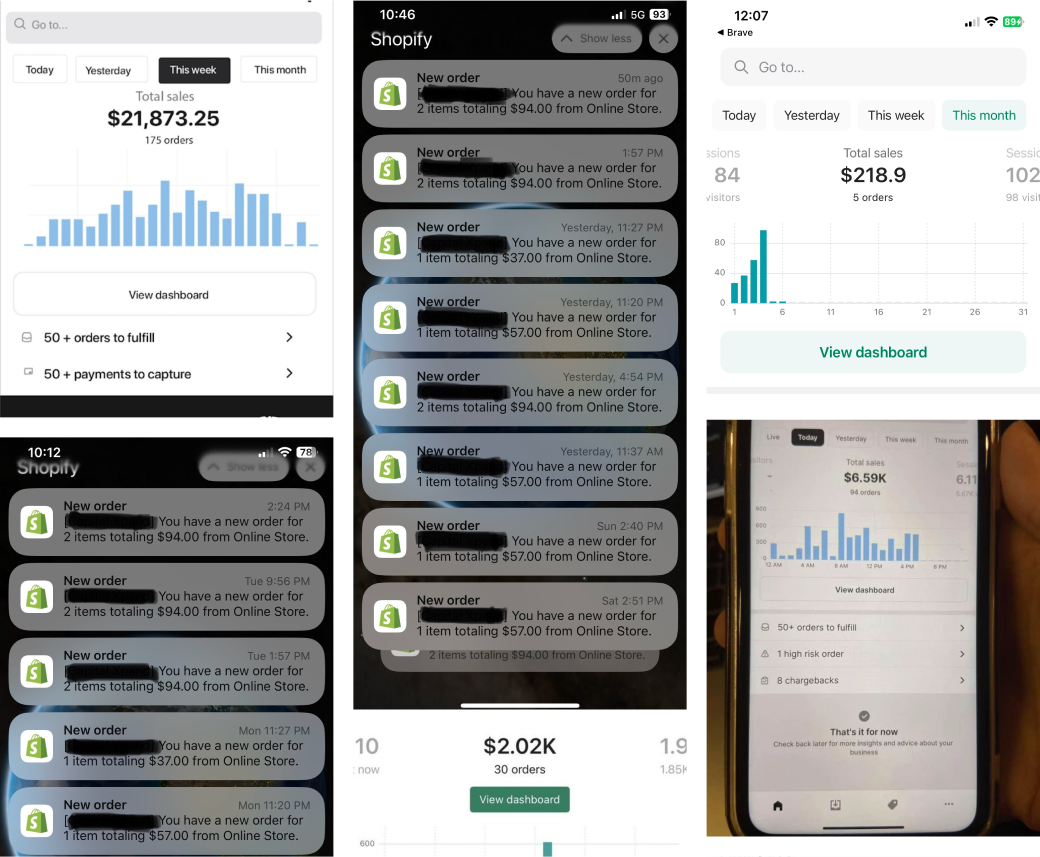 Go to...
Today
Yesterday
This week
This month
Total sales
$21,873.25
175 orders
View dashboard
50 + orders to fulfill
50 + payments to capture
10:12
78
Shopify
Show less
New order
2:24 PM
You have a new order for
2 items totaling $94.00 from Online Store.
New order
Tue 9:56 PM
You have a new order for
2 items totaling $94.00 from Online Store.
New order
Tue 1:57 PM
You have a new order for
2 items totaling $94.00 from Online Store.
New order
Mon 11:27 PM
You have a new order for
1 item totaling $37.00 from Online Store.
New order
Mon 11:20 PM
You have a new order for
1 item totaling $57.00 from Online Store.
10:46
5G
93
Shopify
Show less
New order
50m ago
You have a new order for
2 items totaling $94.00 from Online Store.
New order
1:57 PM
You have a new order for
2 items totaling $94.00 from Online Store.
New order
Yesterday, 11:27 PM
You have a new order for
1 item totaling $37.00 from Online Store.
New order
Yesterday, 11:20 PM
You have a new order for
1 item totaling $57.00 from Online Store.
New order
Yesterday, 4:54 PM
You have a new order for
2 items totaling $94.00 from Online Store.
New order
Yesterday, 11:37 AM
You have a new order for
1 item totaling $57.00 from Online Store.
New order
Sun 2:40 PM
You have a new order for
1 item totaling $57.00 from Online Store.
New order
Sat 2:51 PM
You have a new order for
1 item totaling $57.00 from Online Store.
2 items totaling $94.00 from Online Store.
10
$2.02K
1.9
now
30 orders
1.85K
View dashboard
600
12:07
89
Brave
Go to...
Today
Yesterday
This week
This month
ssions
Total sales
Sessio
84
$218.9
102
visitors
5 orders
98 visit
80
40
0
1
6
11
16
21
26
31
View dashboard
Live
Today
Yesterday
This week
This month
isitors
Total sales
Sessi
$6.59K
6.11
94 orders
5.67K
900
600
300
0
12 AM
4 AM
8 AM
12 PM
4 PM
8 PM
View dashboard
50+ orders to fulfill
1 high risk order
8 chargebacks
That's it for now
Check back later for more insights and advice about your
business